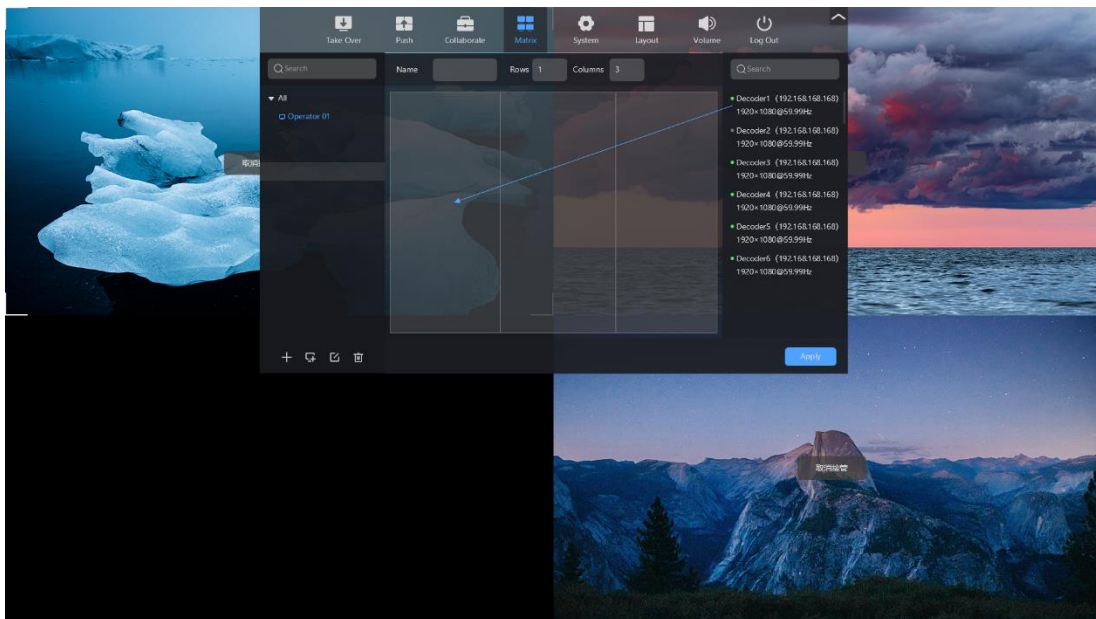 Take Over Push Collaborate Matrix System Layout Volume Log Out
Search Name Rows 1 Columns 3 Search
All
Operator 01
Decoder1 (192.168.168.168)
1920×1080@59.99Hz
Decoder2 (192.168.168.168)
1920×1080@59.99Hz
Decoder3 (192.168.168.168)
1920×1080@59.99Hz
Decoder4 (192.168.168.168)
1920×1080@59.99Hz
Decoder5 (192.168.168.168)
1920×1080@59.99Hz
Decoder6 (192.168.168.168)
1920×1080@59.99Hz
取消
Apply
取消接管